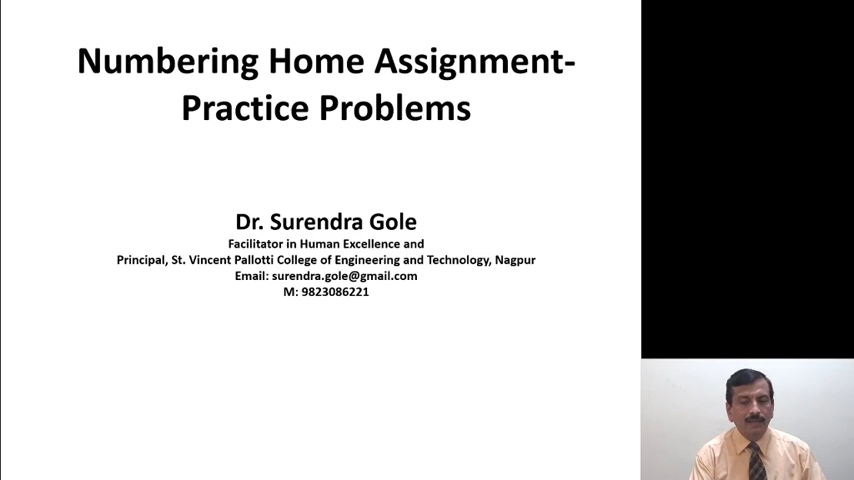 Numbering Home Assignment-
Practice Problems
Dr. Surendra Gole
Facilitator in Human Excellence and
Principal, St. Vincent Pallotti College of Engineering and Technology, Nagpur
Email: surendra.gole@gmail.com
M: 9823086221